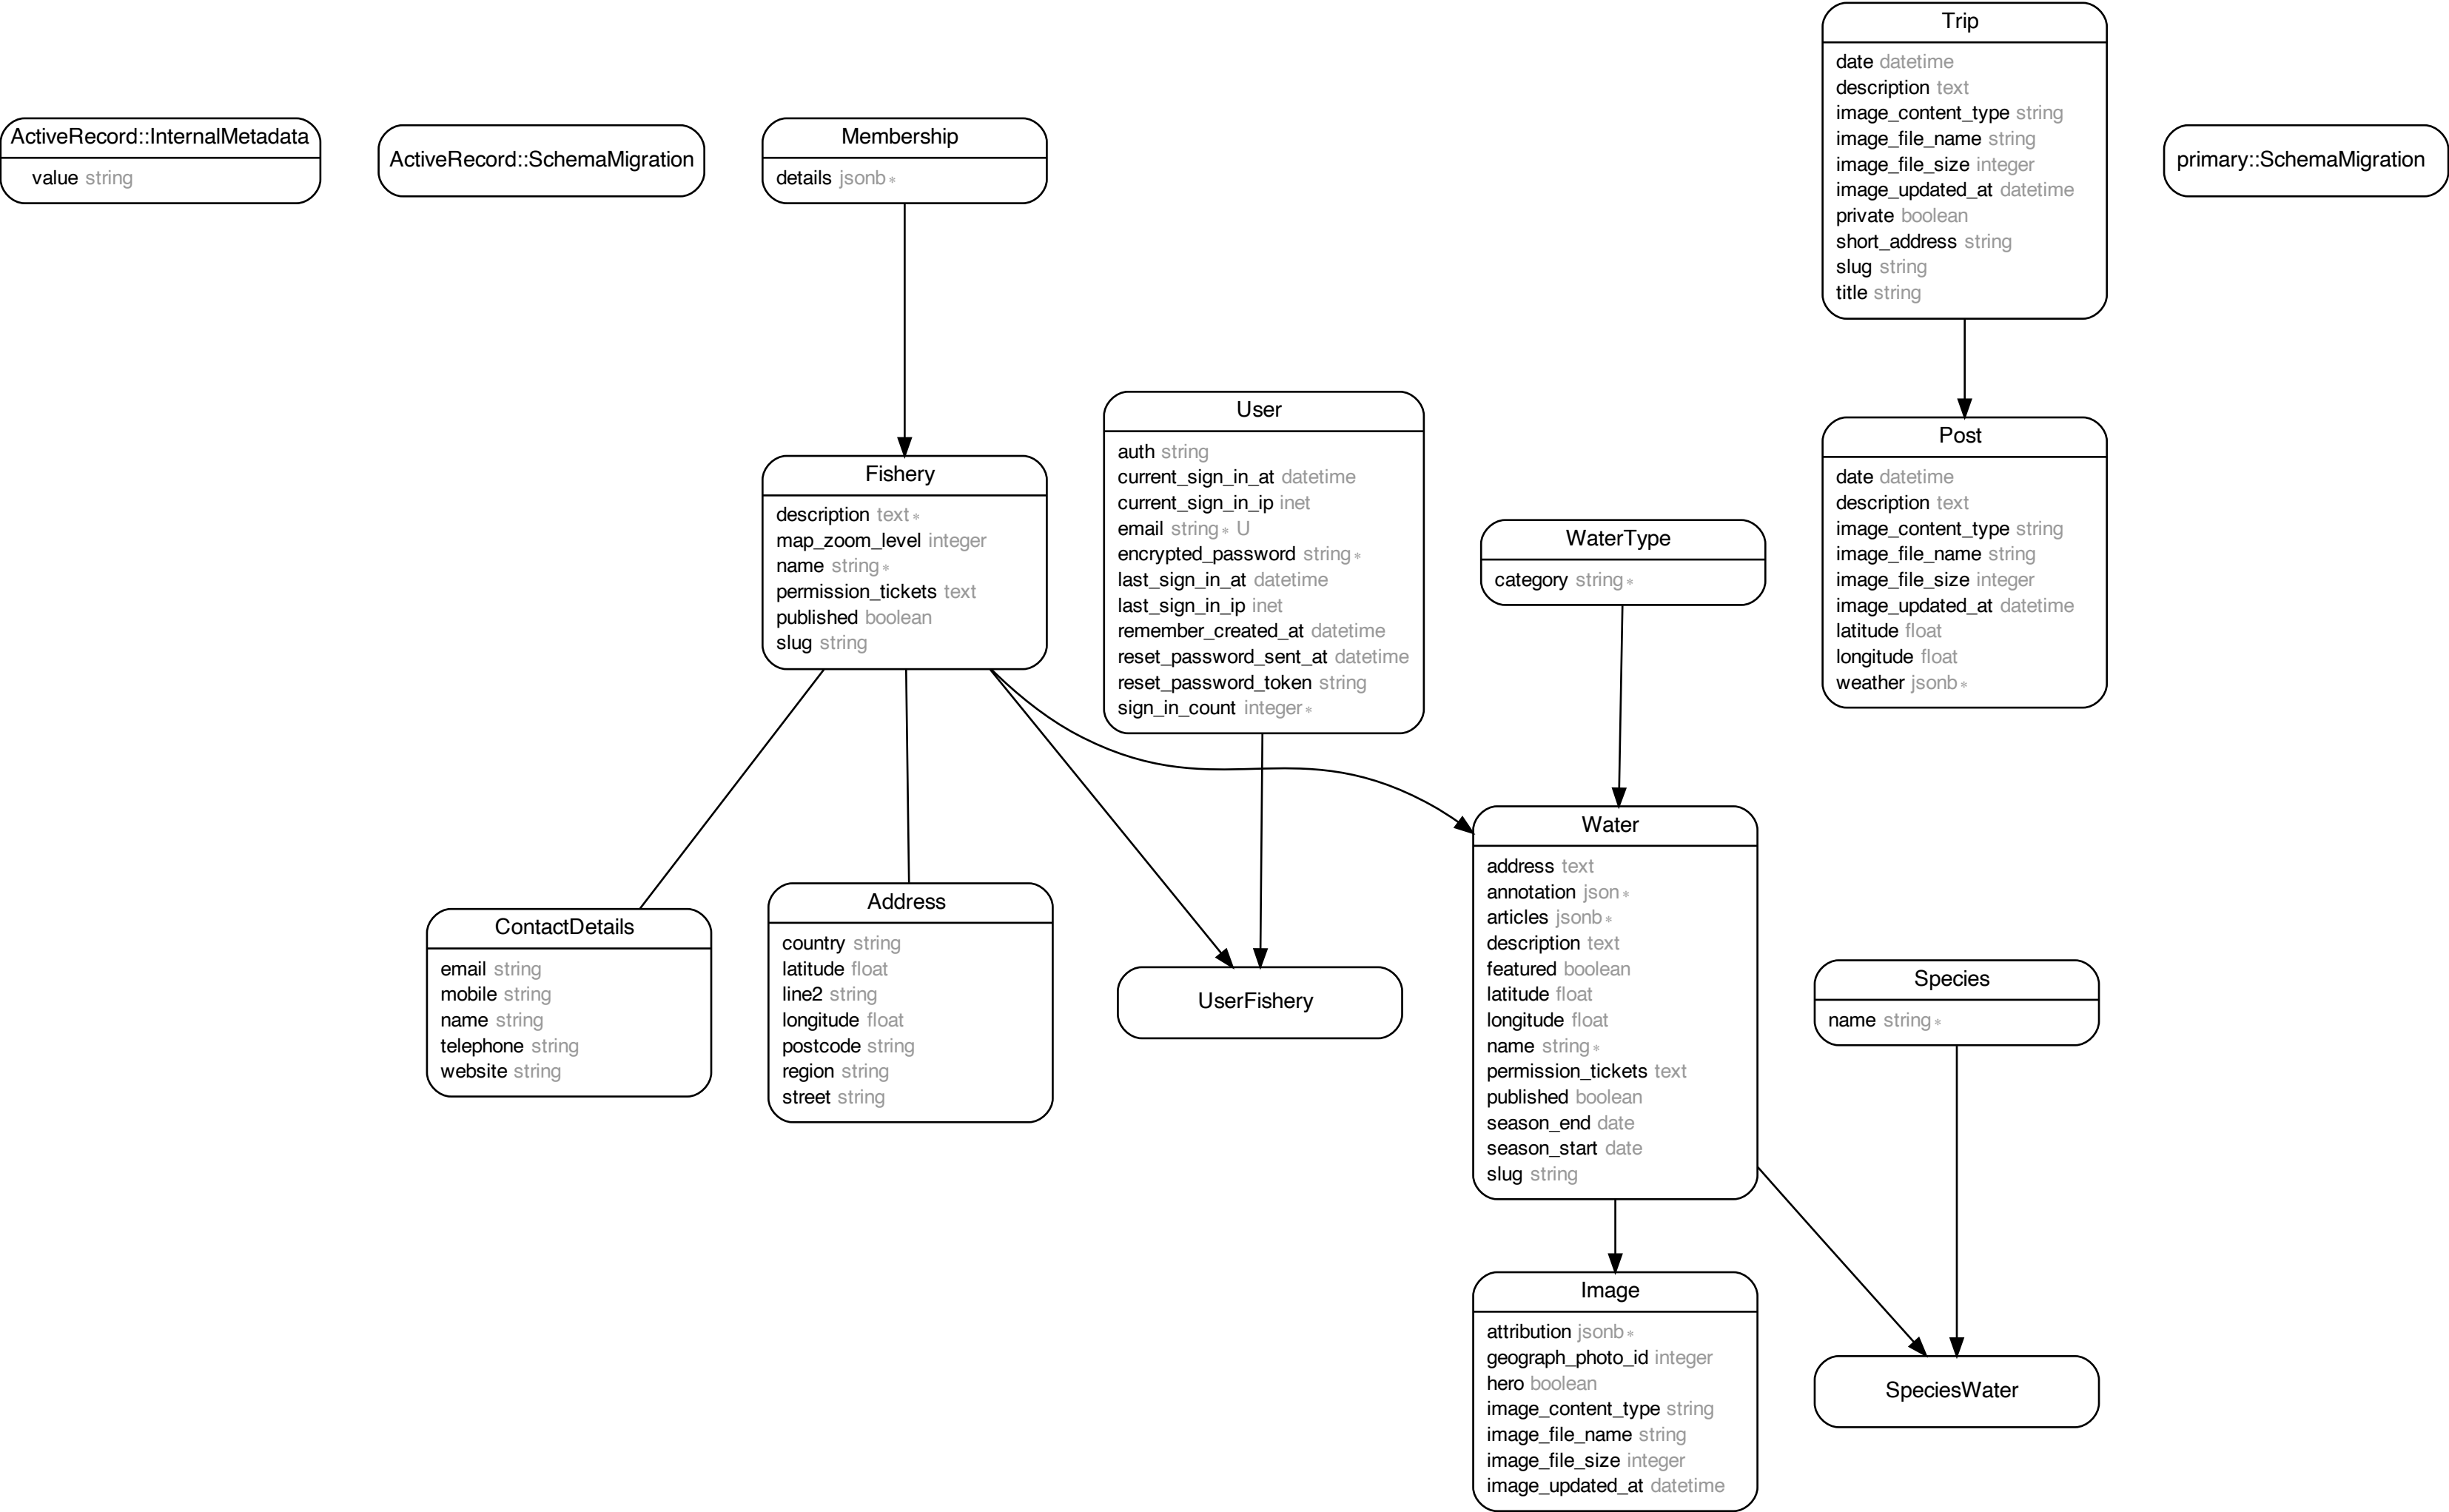 Trip
date datetime
description text
image_content_type string
image_file_name string
image_file_size integer
image_updated_at datetime
private boolean
short_address string
slug string
title string
ActiveRecord::InternalMetadata
value string
ActiveRecord::SchemaMigration
Membership
details jsonb *
primary::SchemaMigration
Fishery
description text *
map_zoom_level integer
name string *
permission_tickets text
published boolean
slug string
User
auth string
current_sign_in_at datetime
current_sign_in_ip inet
email string * U
encrypted_password string *
last_sign_in_at datetime
last_sign_in_ip inet
remember_created_at datetime
reset_password_sent_at datetime
reset_password_token string
sign_in_count integer *
WaterType
category string *
Post
date datetime
description text
image_content_type string
image_file_name string
image_file_size integer
image_updated_at datetime
latitude float
longitude float
weather jsonb *
ContactDetails
email string
mobile string
name string
telephone string
website string
Address
country string
latitude float
line2 string
longitude float
postcode string
region string
street string
UserFishery
Water
address text
annotation json *
articles jsonb *
description text
featured boolean
latitude float
longitude float
name string *
permission_tickets text
published boolean
season_end date
season_start date
slug string
Species
name string *
Image
attribution jsonb *
geograph_photo_id integer
hero boolean
image_content_type string
image_file_name string
image_file_size integer
image_updated_at datetime
SpeciesWater